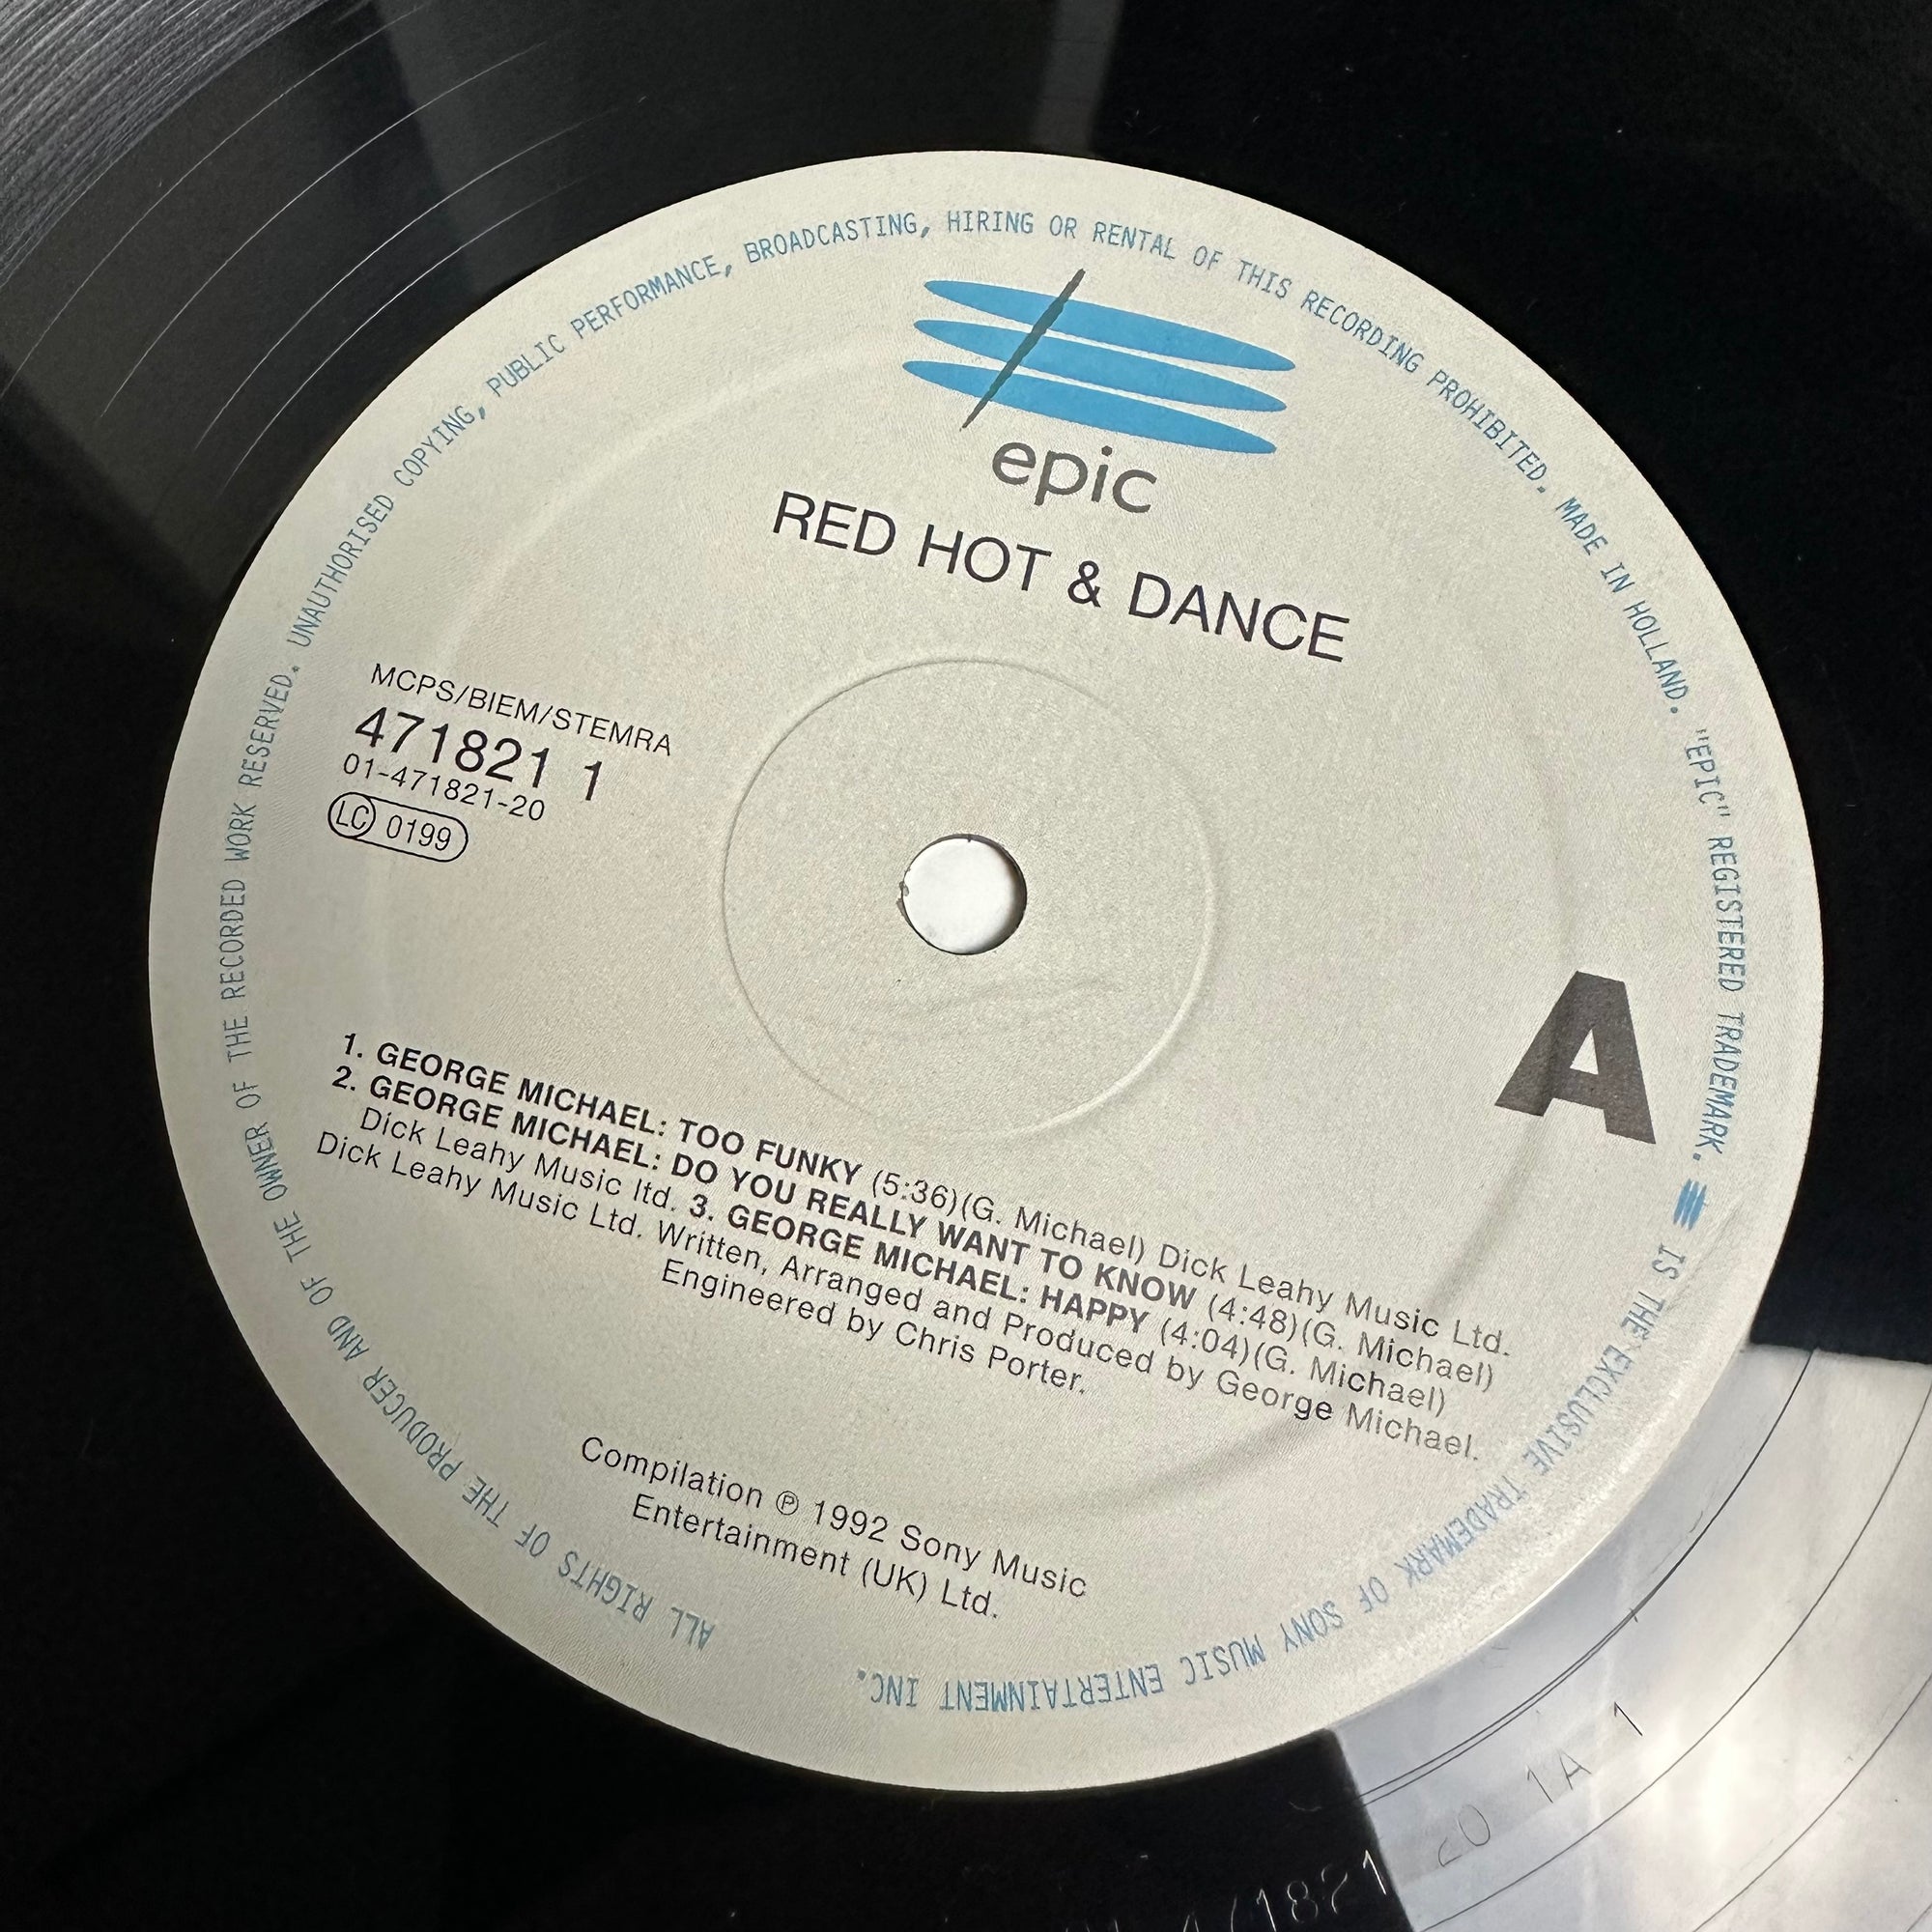 ALL RIGHTS OF THE PRODUCER AND OF THE OWNER OF THE RECORDED WORK RESERVED. UNAUTHORISED COPYING, PUBLIC PERFORMANCE, BROADCASTING, HIRING OR RENTAL OF THIS RECORDING PROHIBITED. MADE IN HOLLAND. "EPIC" REGISTERED TRADEMARK. IS THE EXCLUSIVE TRADEMARK OF SONY MUSIC ENTERTAINMENT INC.
epic
RED HOT & DANCE
MCPS/BIEM/STEMRA
471821 1
01-471821-20
LC 0199
A
1. GEORGE MICHAEL: TOO FUNKY (5:36)(G. Michael) Dick Leahy Music Ltd.
2. GEORGE MICHAEL: DO YOU REALLY WANT TO KNOW (4:48)(G. Michael)
Dick Leahy Music ltd. 3. GEORGE MICHAEL: HAPPY (4:04)(G. Michael)
Dick Leahy Music Ltd. Written, Arranged and Produced by George Michael.
Engineered by Chris Porter.
Compilation ℗ 1992 Sony Music
Entertainment (UK) Ltd.
471821 20 1A 1